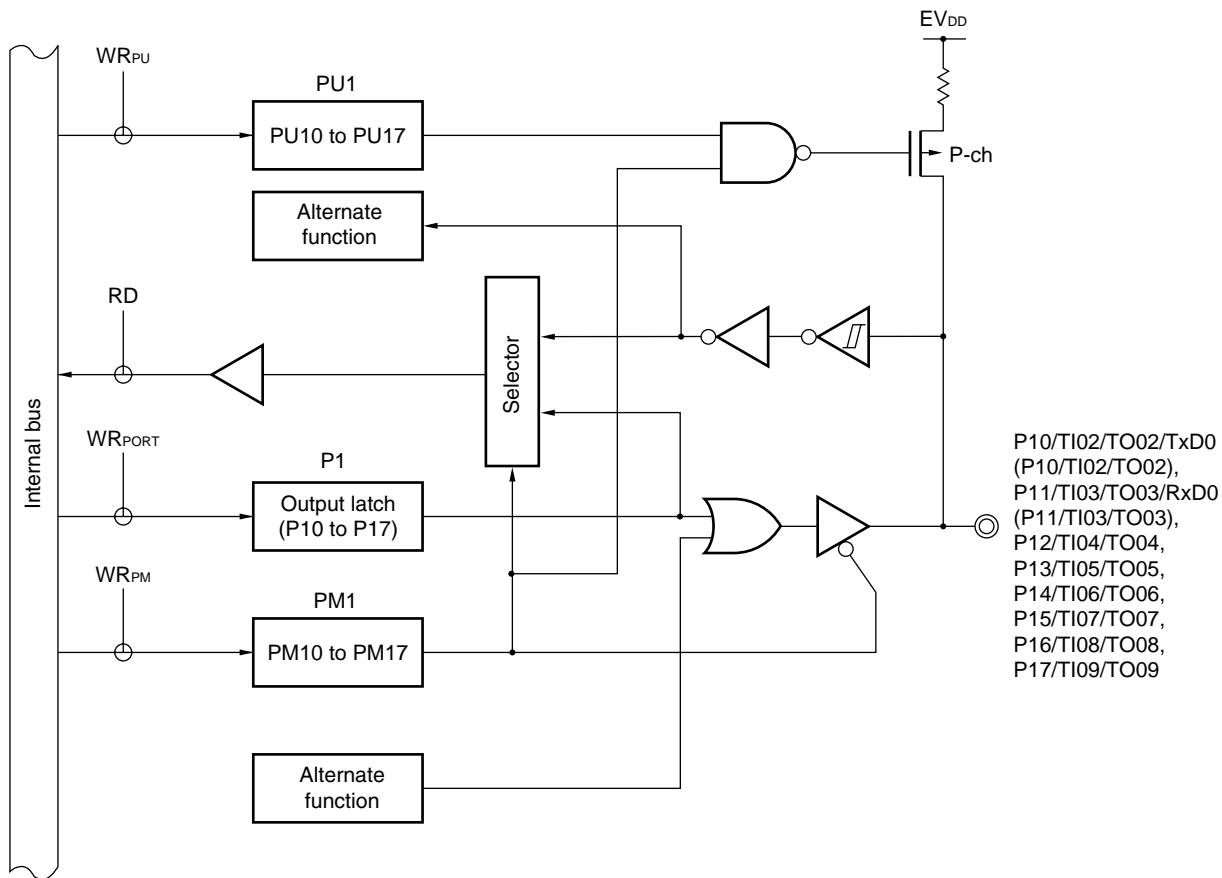 EVDD
WRPU
PU1
PU10 to PU17
P-ch
Alternate
function
RD
Selector
Internal bus
WRPORT
P1
Output latch
(P10 to P17)
WRPM
PM1
PM10 to PM17
Alternate
function
P10/TI02/TO02/TxD0
(P10/TI02/TO02),
P11/TI03/TO03/RxD0
(P11/TI03/TO03),
P12/TI04/TO04,
P13/TI05/TO05,
P14/TI06/TO06,
P15/TI07/TO07,
P16/TI08/TO08,
P17/TI09/TO09